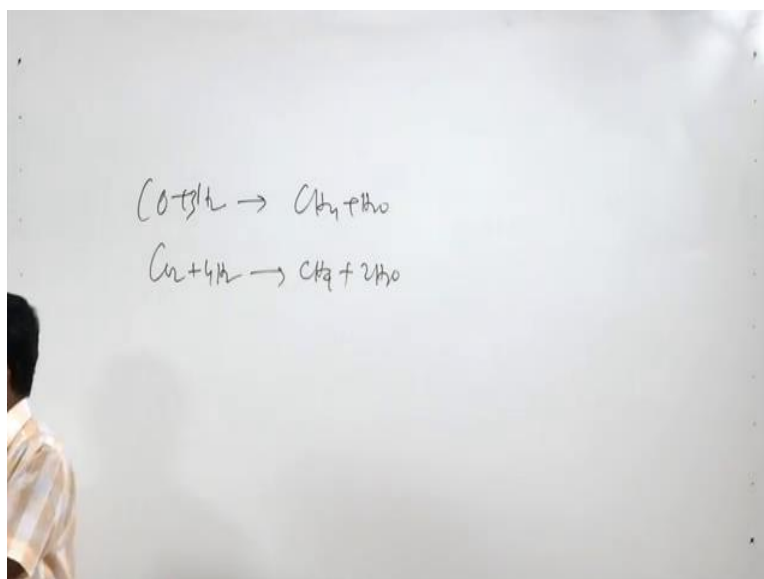 CO + 3H₂ → CH₄ + H₂O
CO₂ + 4H₂ → CH₄ + 2H₂O